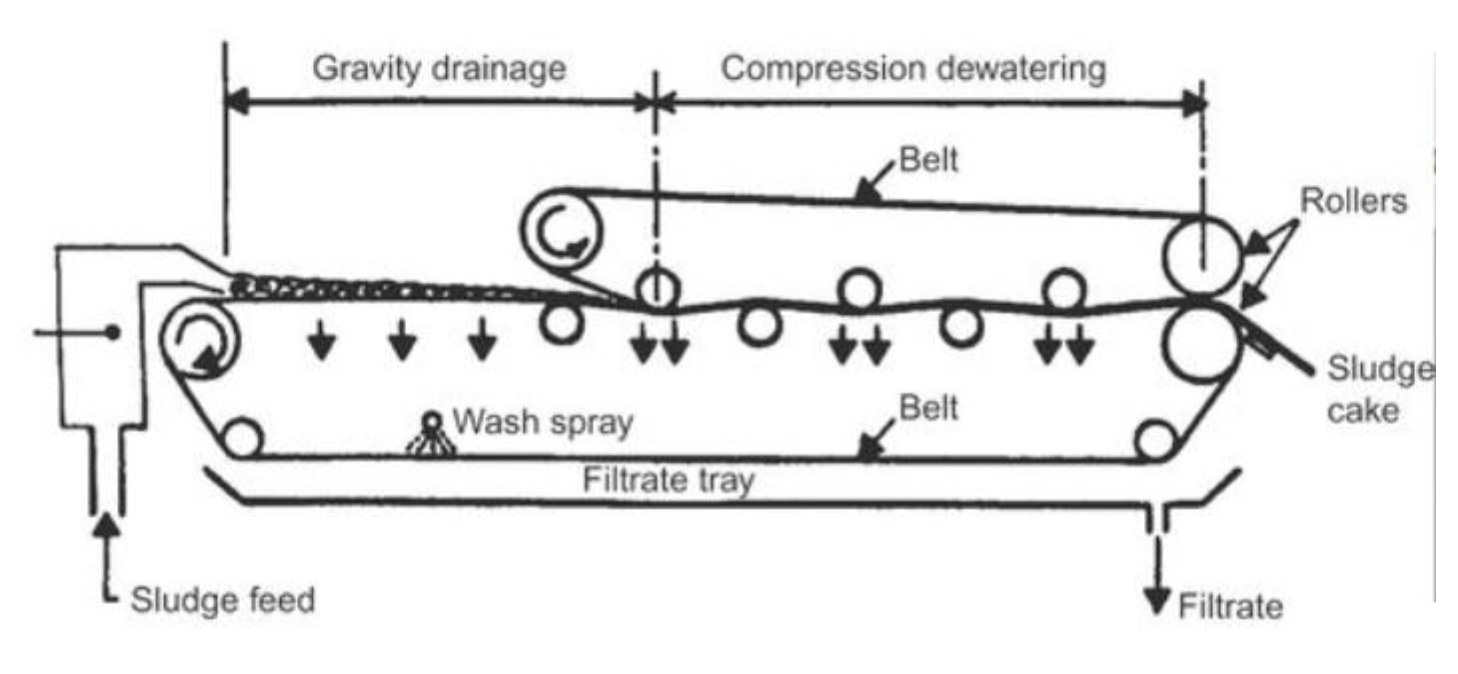 Gravity drainage
Compression dewatering
Belt
Rollers
Sludge
cake
Belt
Wash spray
Filtrate tray
Sludge feed
Filtrate